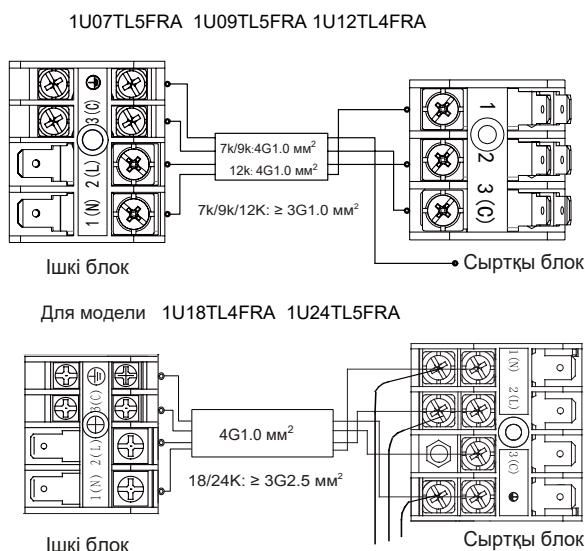 1U07TL5FRA 1U09TL5FRA 1U12TL4FRA
1 (N) 2 (L) 3 (C)
7k/9k:4G1.0 мм²
12k: 4G1.0 мм²
7k/9k/12K: ≥ 3G1.0 мм²
1 2 3 (C)
Ішкі блок
Сыртқы блок
Для модели 1U18TL4FRA 1U24TL5FRA
1 (N) 2 (L) 3(C)
4G1.0 мм²
18/24K: ≥ 3G2.5 мм²
1(N) 2(L) 3(C)
Ішкі блок
Сыртқы блок